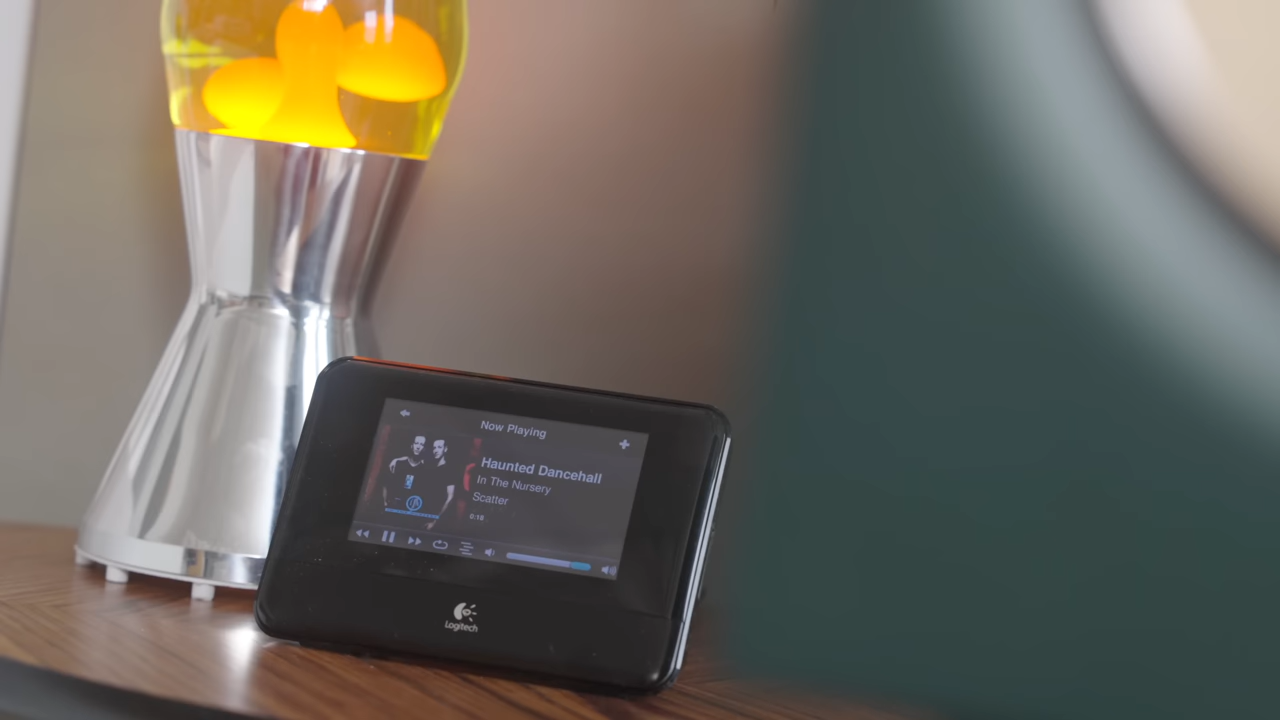 Now Playing
Haunted Dancehall
In The Nursery
Scatter
0:18
Logitech